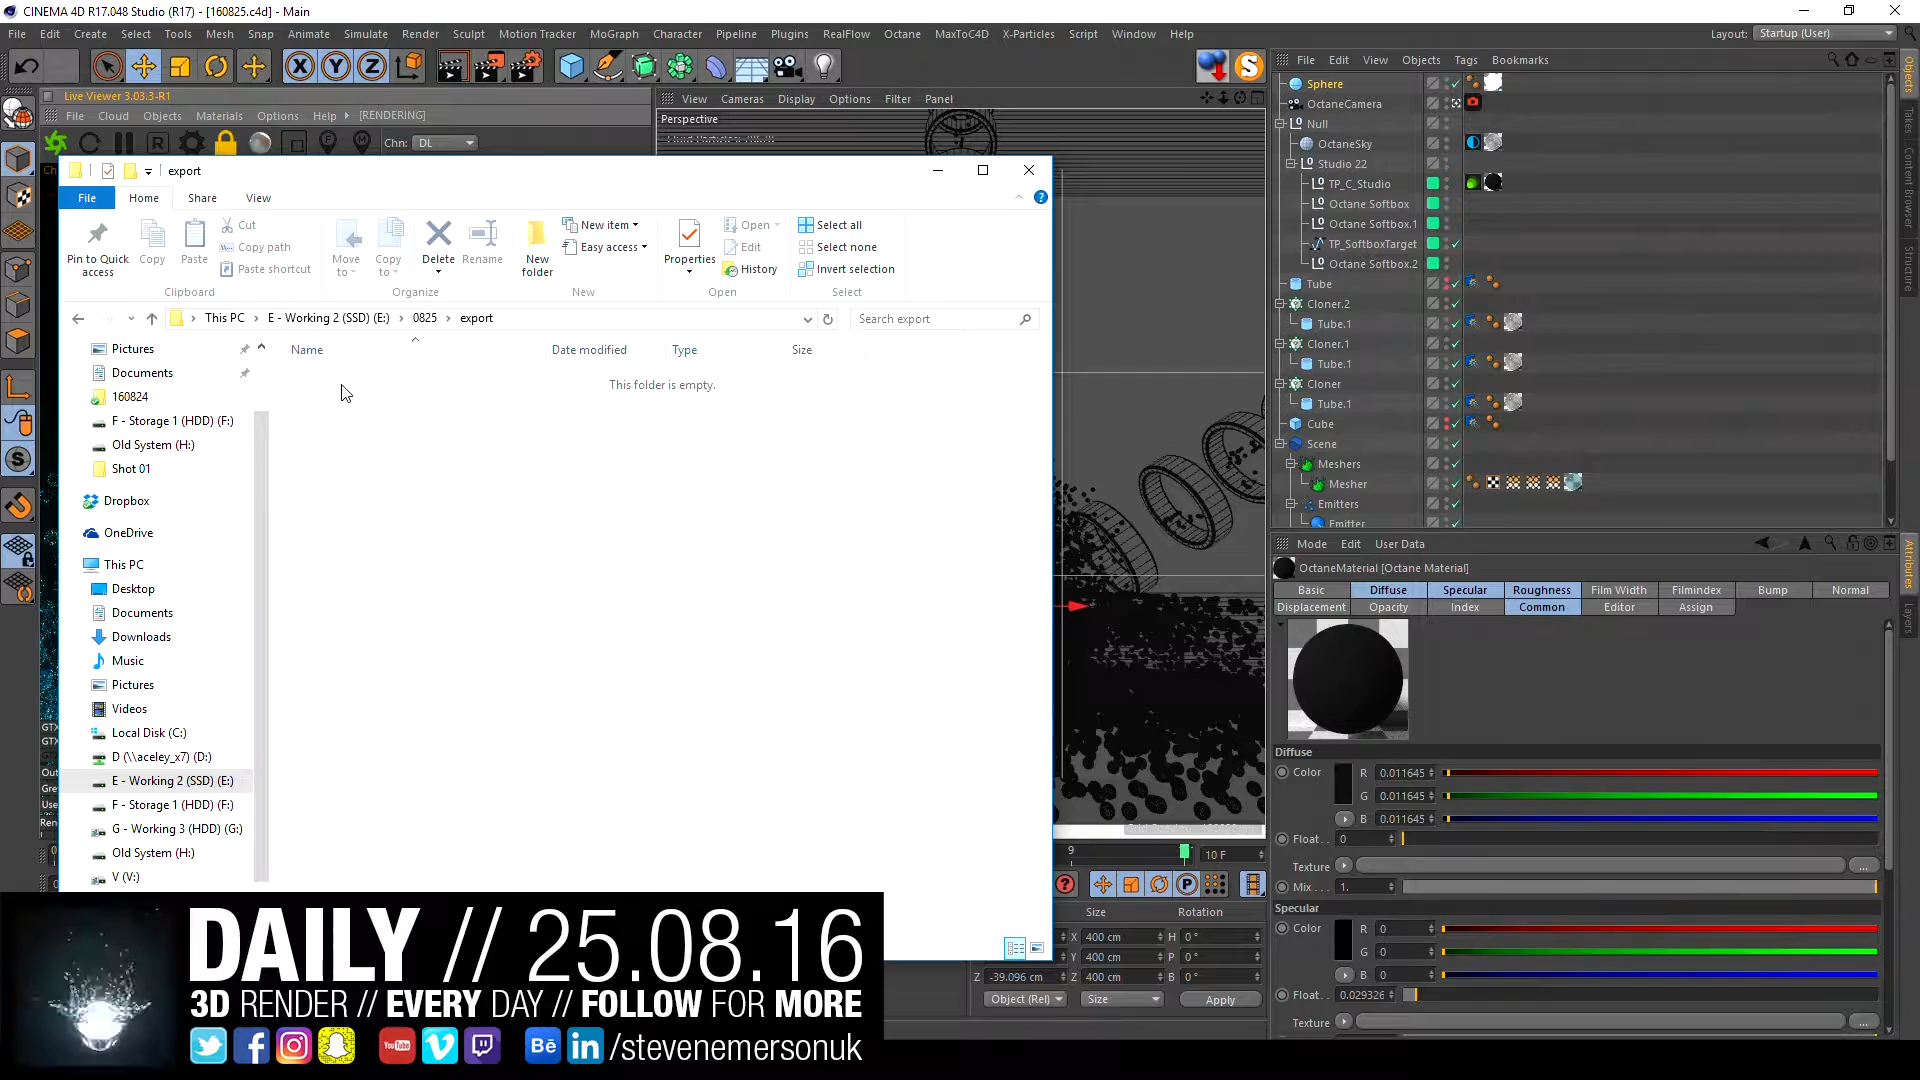 CINEMA 4D R17.048 Studio (R17) - [160825.c4d] - Main
File Edit Create Select Tools Mesh Snap Animate Simulate Render Sculpt Motion Tracker MoGraph Character Pipeline Plugins RealFlow Octane MaxToC4D X-Particles Script Window Help
Layout: Startup (User)
Live Viewer 3.03.3-R1
File Cloud Objects Materials Options Help [RENDERING]
Chn: DL
View Cameras Display Options Filter Panel
Perspective
export
File Home Share View
Pin to Quick access
Copy
Paste
Cut
Copy path
Paste shortcut
Clipboard
Move to
Copy to
Delete
Rename
Organize
New folder
New item
Easy access
New
Properties
Open
Edit
History
Open
Select all
Select none
Invert selection
Select
This PC > E - Working 2 (SSD) (E:) > 0825 > export
Search export
Name Date modified Type Size
This folder is empty.
Pictures
Documents
160824
F - Storage 1 (HDD) (F:)
Old System (H:)
Shot 01
Dropbox
OneDrive
This PC
Desktop
Documents
Downloads
Music
Pictures
Videos
Local Disk (C:)
D (\\aceley_x7) (D:)
E - Working 2 (SSD) (E:)
F - Storage 1 (HDD) (F:)
G - Working 3 (HDD) (G:)
Old System (H:)
V (V:)
File Edit View Objects Tags Bookmarks
Sphere
OctaneCamera
Null
OctaneSky
Studio 22
TP_C_Studio
Octane Softbox
Octane Softbox.1
TP_SoftboxTarget
Octane Softbox.2
Tube
Cloner.2
Tube.1
Cloner.1
Tube.1
Cloner
Tube.1
Cube
Scene
Meshers
Mesher
Emitters
Emitter
Objects
Takes
Content Browser
Structure
Mode Edit User Data
OctaneMaterial [Octane Material]
Basic Diffuse Specular Roughness Film Width Filmindex Bump Normal
Displacement Opacity Index Common Editor Assign
Attributes
Layers
Diffuse
Color R 0.011645
G 0.011645
B 0.011645
Float. . 0
Texture ...
Mix . . . 1.
Specular
Color R 0
G 0
B 0
Float. . 0.029326
Texture ...
9
10 F
Size Rotation
X 400 cm H 0 °
Y 400 cm P 0 °
Z -39.096 cm Z 400 cm B 0 °
Object (Rel) Size Apply
DAILY // 25.08.16
3D RENDER // EVERY DAY // FOLLOW FOR MORE
You Tube Bē in /stevenemersonuk